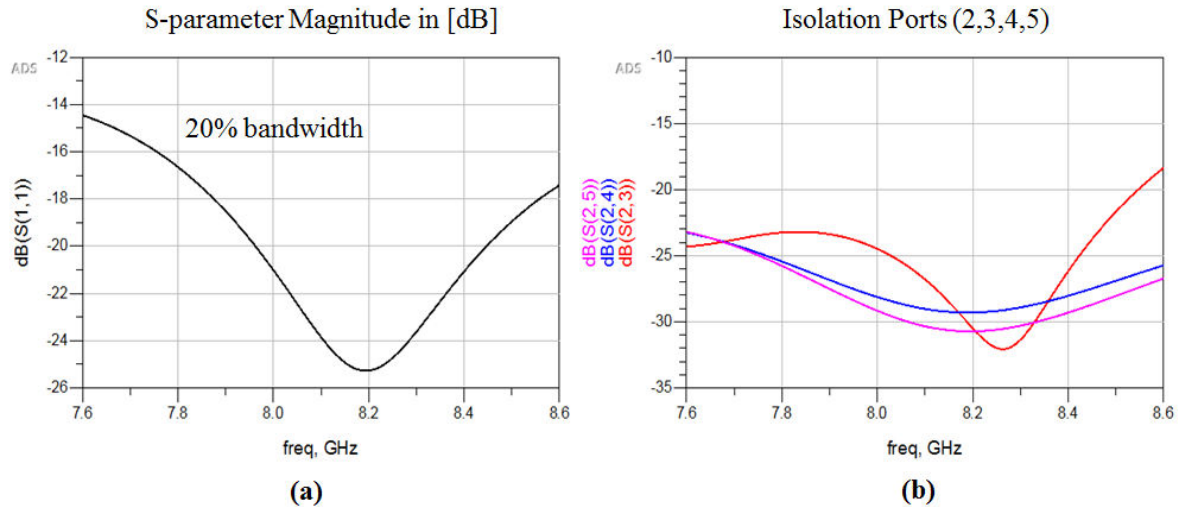 S-parameter Magnitude in [dB]
ADS
-12
-14
-16
-18
-20
-22
-24
-26
20% bandwidth
dB(S(1,1))
7.6 7.8 8.0 8.2 8.4 8.6
freq, GHz
(a)
Isolation Ports (2,3,4,5)
ADS
-10
-15
-20
-25
-30
-35
dB(S(2,5))
dB(S(2,4))
dB(S(2,3))
7.6 7.8 8.0 8.2 8.4 8.6
freq, GHz
(b)